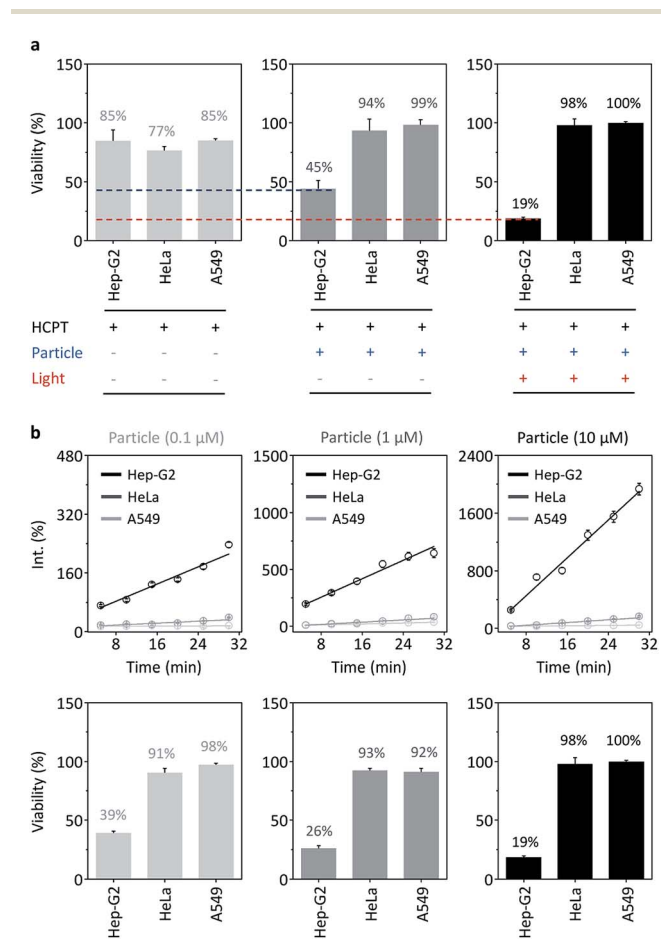 a
150 150 150
85% 77% 85% 94% 99% 98% 100%
100 100 100
Viability (%)
45%
50 50 50
19%
0 0 0
Hep-G2 HeLa A549 Hep-G2 HeLa A549 Hep-G2 HeLa A549
HCPT + + + + + + + + +
Particle - - - + + + + + +
Light - - - - - - + + +
b
Particle (0.1 μM) Particle (1 μM) Particle (10 μM)
480 1500 2400
Hep-G2 Hep-G2 Hep-G2
HeLa HeLa HeLa
A549 A549 A549
320 1000 1600
Int. (%)
160 500 800
0 0 0
8 16 24 32 8 16 24 32 8 16 24 32
Time (min) Time (min) Time (min)
150 150 150
91% 98% 93% 92% 98% 100%
100 100 100
Viability (%)
39% 26% 19%
50 50 50
0 0 0
Hep-G2 HeLa A549 Hep-G2 HeLa A549 Hep-G2 HeLa A549